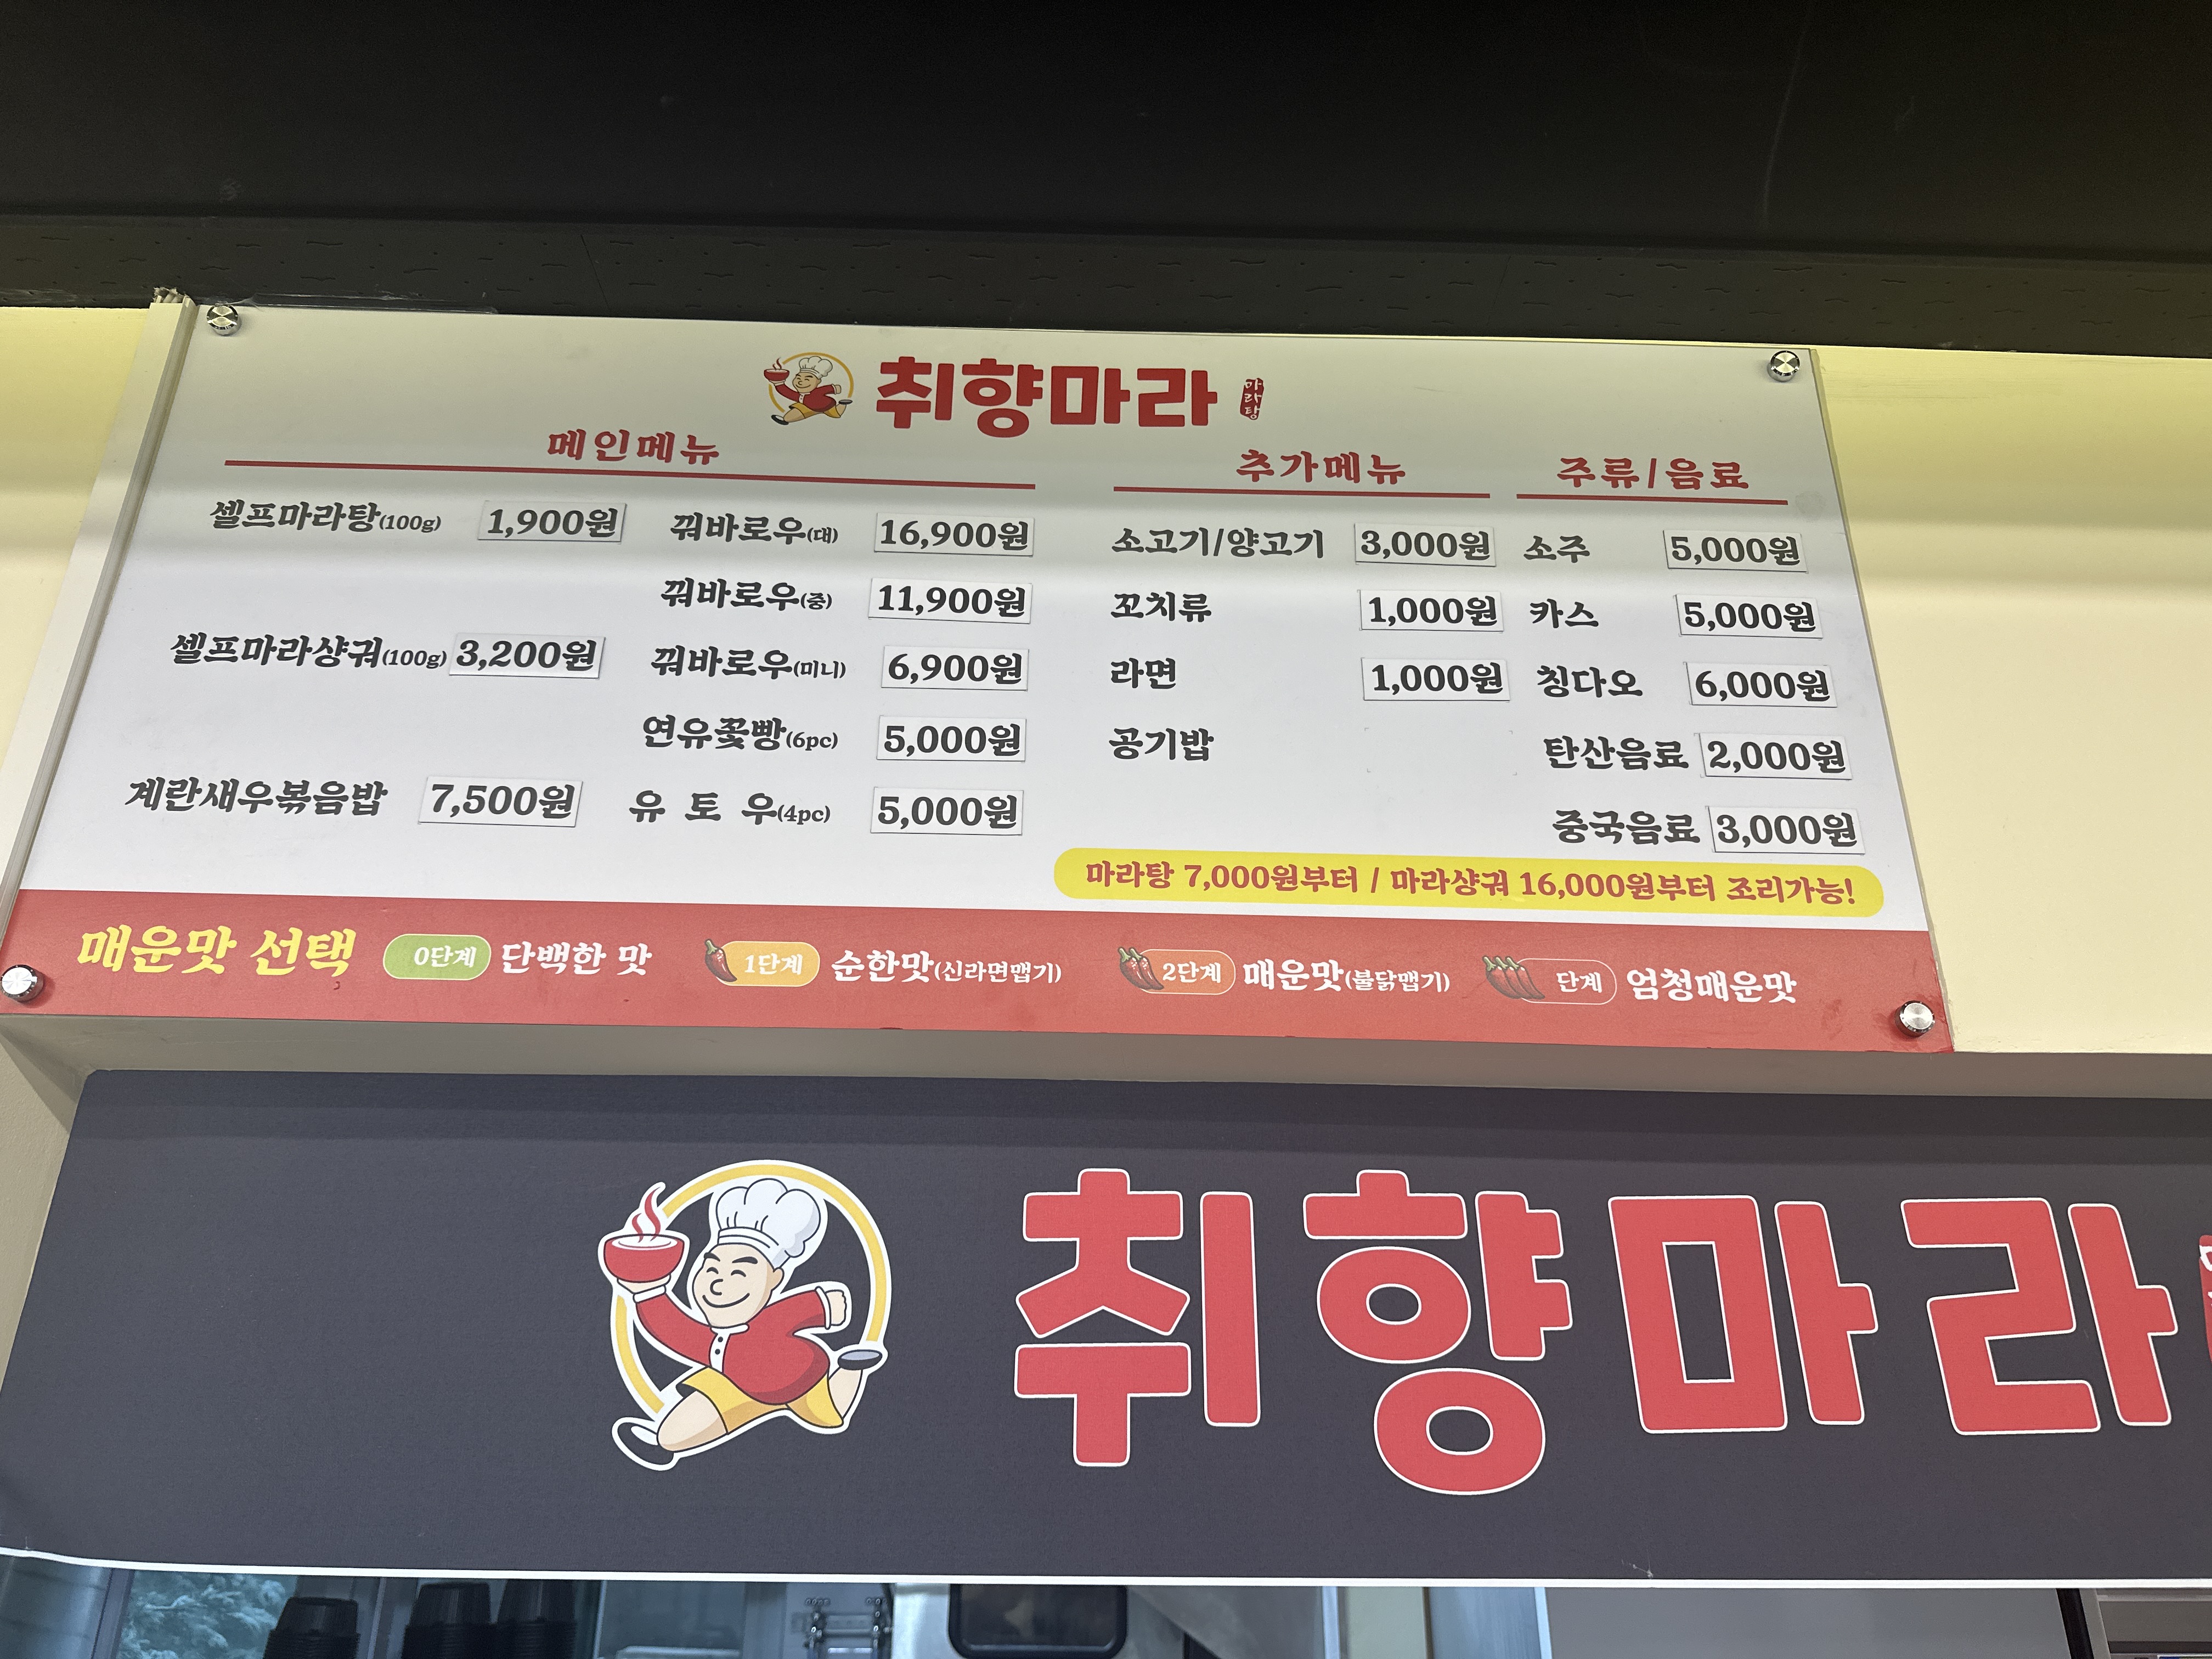 취향마라 마라탕
메인메뉴
셀프마라탕(100g) 1,900원
셀프마라샹궈(100g) 3,200원
계란새우볶음밥 7,500원
꿔바로우(대) 16,900원
꿔바로우(중) 11,900원
꿔바로우(미니) 6,900원
연유꽃빵(6pc) 5,000원
유 토 우(4pc) 5,000원
추가메뉴
소고기/양고기 3,000원
꼬치류 1,000원
라면 1,000원
공기밥
주류/음료
소주 5,000원
카스 5,000원
칭다오 6,000원
탄산음료 2,000원
중국음료 3,000원
마라탕 7,000원부터 / 마라샹궈 16,000원부터 조리가능!
매운맛 선택 0단계 단백한 맛 1단계 순한맛(신라면맵기) 2단계 매운맛(불닭맵기) 단계 엄청매운맛
취향마라